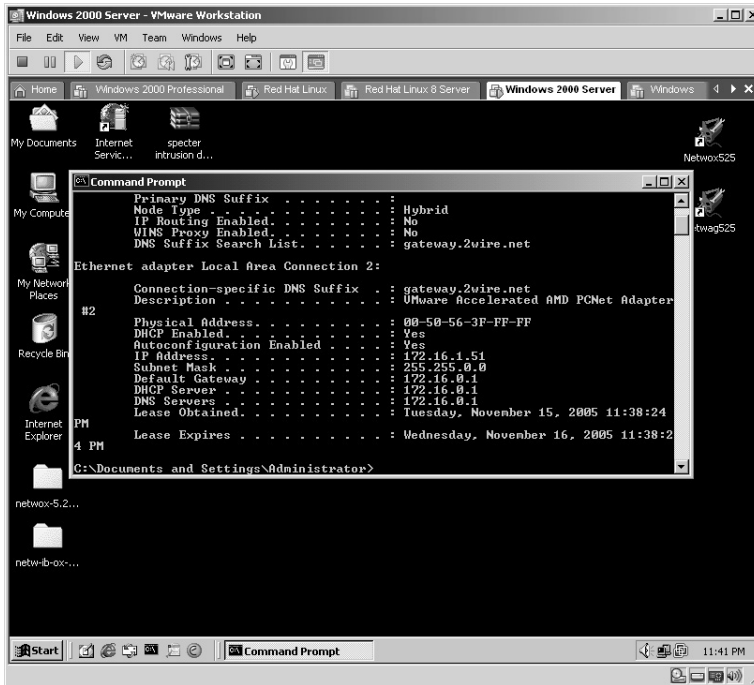 Windows 2000 Server - VMware Workstation
File Edit View VM Team Windows Help
Home Windows 2000 Professional Red Hat Linux Red Hat Linux 8 Server Windows 2000 Server Windows
My Documents
Internet Servic...
specter intrusion d...
Netwox525
My Compute
twag525
My Network Places
Recycle Bin
Internet Explorer
netwox-5.2...
netw-ib-ox-...
Command Prompt
Primary DNS Suffix . . . . . . . :
Node Type . . . . . . . . . . . . : Hybrid
IP Routing Enabled. . . . . . . . : No
WINS Proxy Enabled. . . . . . . . : No
DNS Suffix Search List. . . . . . : gateway.2wire.net
Ethernet adapter Local Area Connection 2:
Connection-specific DNS Suffix . : gateway.2wire.net
Description . . . . . . . . . . . : VMware Accelerated AMD PCNet Adapter
#2
Physical Address. . . . . . . . . : 00-50-56-3F-FF-FF
DHCP Enabled. . . . . . . . . . . : Yes
Autoconfiguration Enabled . . . . : Yes
IP Address. . . . . . . . . . . . : 172.16.1.51
Subnet Mask . . . . . . . . . . . : 255.255.0.0
Default Gateway . . . . . . . . . : 172.16.0.1
DHCP Server . . . . . . . . . . . : 172.16.0.1
DNS Servers . . . . . . . . . . . : 172.16.0.1
Lease Obtained. . . . . . . . . . : Tuesday, November 15, 2005 11:38:24
PM
Lease Expires . . . . . . . . . . : Wednesday, November 16, 2005 11:38:2
4 PM
C:\Documents and Settings\Administrator>
Start Command Prompt 11:41 PM